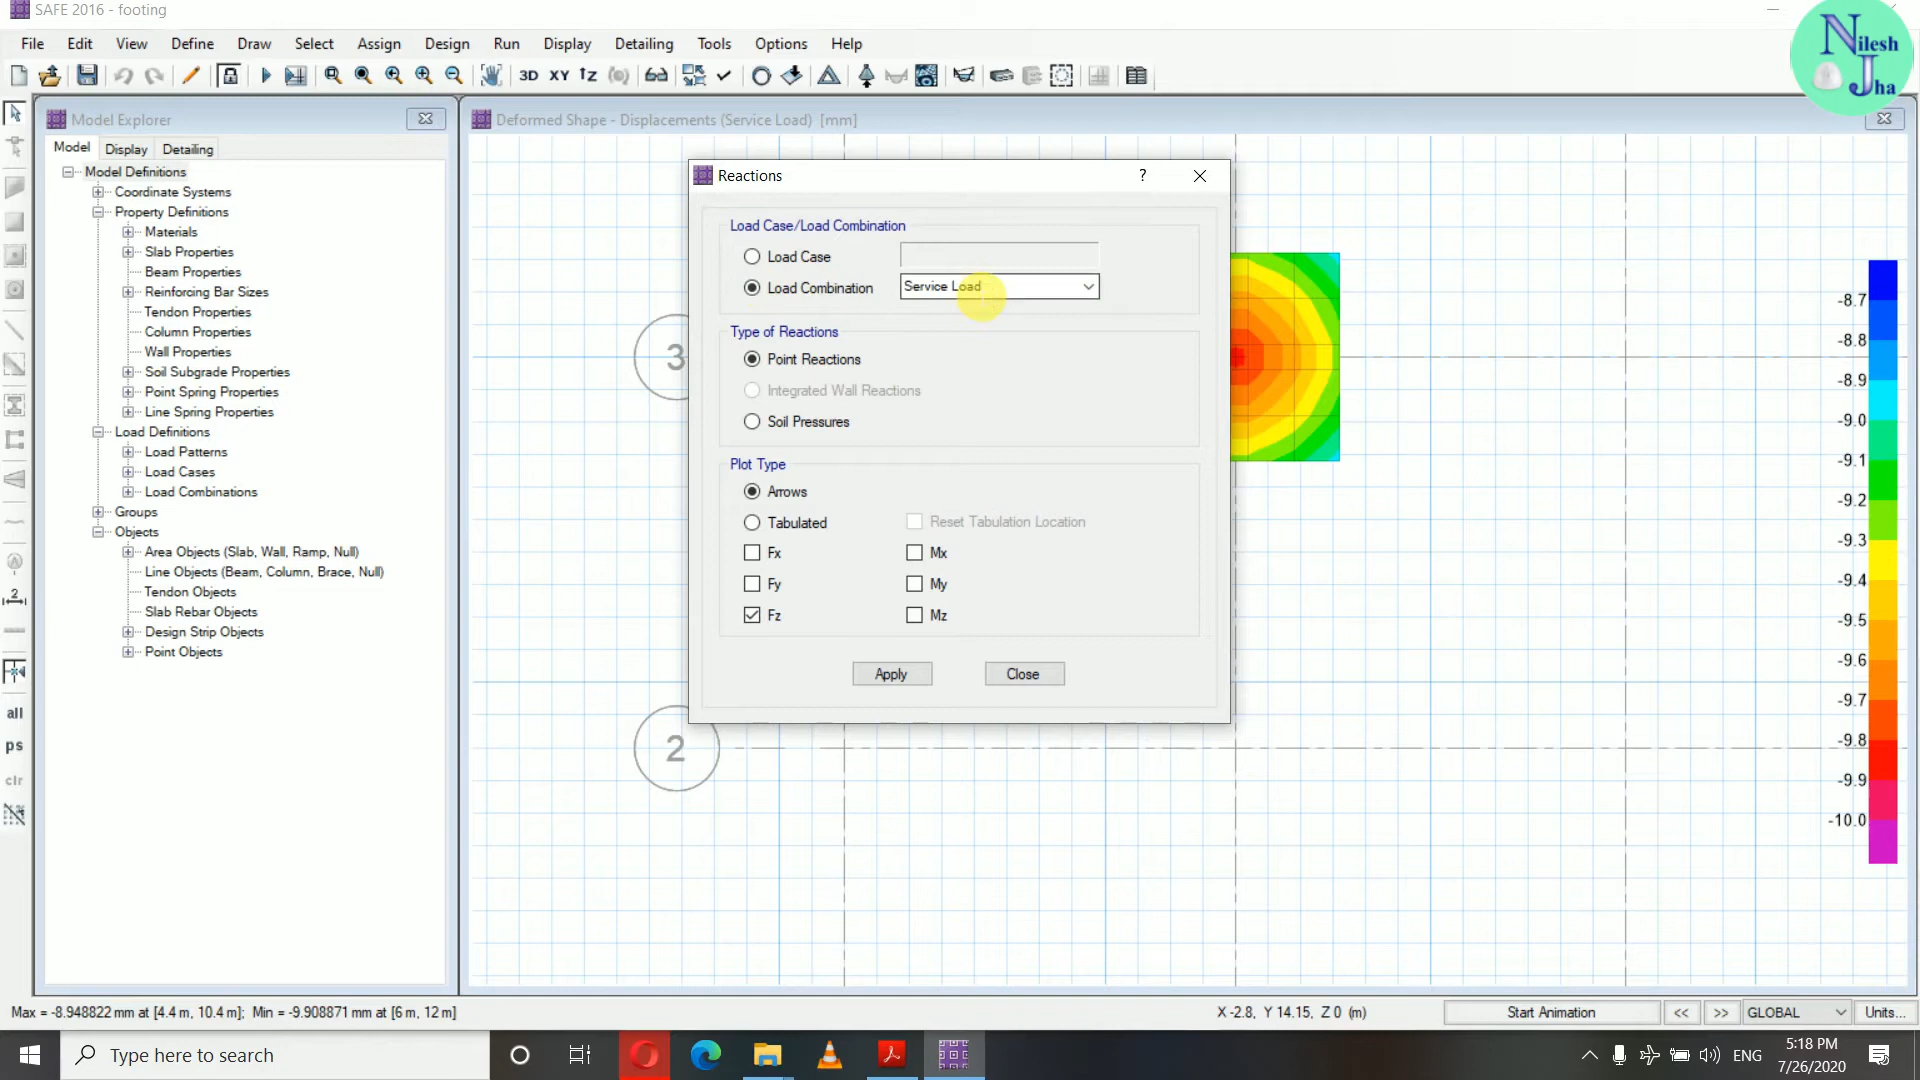 SAFE 2016 - footing
File Edit View Define Draw Select Assign Design Run Display Detailing Tools Options Help
3D XY
Nilesh
Jha
Model Explorer
Deformed Shape - Displacements (Service Load) [mm]
Model Display Detailing
Model Definitions
Coordinate Systems
Property Definitions
Materials
Slab Properties
Beam Properties
Reinforcing Bar Sizes
Tendon Properties
Column Properties
Wall Properties
Soil Subgrade Properties
Point Spring Properties
Line Spring Properties
Load Definitions
Load Patterns
Load Cases
Load Combinations
Groups
Objects
Area Objects (Slab, Wall, Ramp, Null)
Line Objects (Beam, Column, Brace, Null)
Tendon Objects
Slab Rebar Objects
Design Strip Objects
Point Objects
all
ps
clr
Reactions
?
Load Case/Load Combination
Load Case
Load Combination Service Load
Type of Reactions
Point Reactions
Integrated Wall Reactions
Soil Pressures
Plot Type
Arrows
Tabulated Reset Tabulation Location
Fx Mx
Fy My
Fz Mz
Apply Close
3
2
-8.7
-8.8
-8.9
-9.0
-9.1
-9.2
-9.3
-9.4
-9.5
-9.6
-9.7
-9.8
-9.9
-10.0
Max = -8.948822 mm at [4.4 m, 10.4 m]; Min = -9.908871 mm at [6 m, 12 m]
X -2.8, Y 14.15, Z 0 (m)
Start Animation << >> GLOBAL Units...
Type here to search
ENG
5:18 PM
7/26/2020